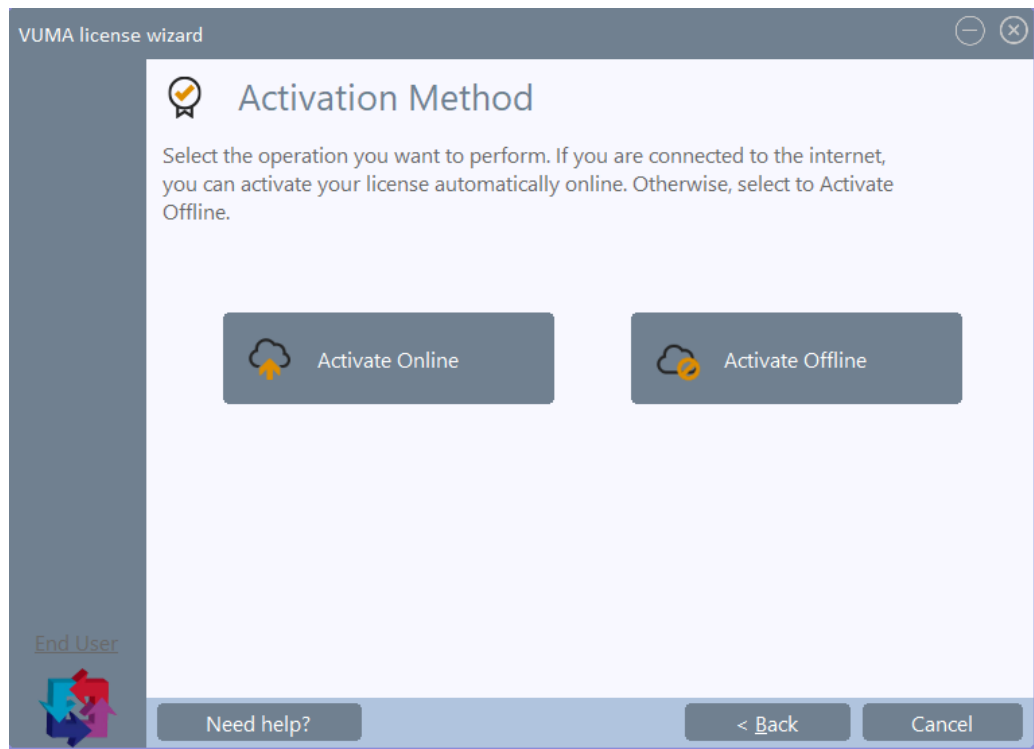 VUMA license wizard
Activation Method
Select the operation you want to perform. If you are connected to the internet,
you can activate your license automatically online. Otherwise, select to Activate
Offline.
Activate Online
Activate Offline
End User
Need help?
< Back
Cancel